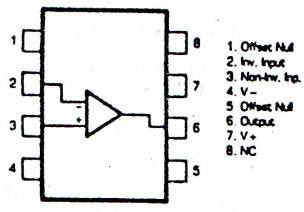 1
2
3
4
8
7
6
5
−
+
1. Offset Null
2. Inv. Input
3. Non-Inv. Inp.
4. V −
5. Offset Null
6. Output
7. V +
8. NC